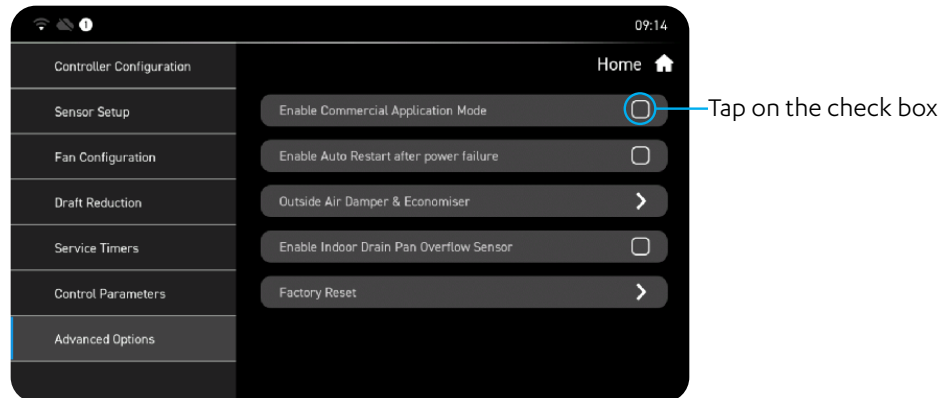 1 09:14
Home
Controller Configuration
Sensor Setup
Fan Configuration
Draft Reduction
Service Timers
Control Parameters
Advanced Options
Enable Commercial Application Mode
Enable Auto Restart after power failure
Outside Air Damper & Economiser
Enable Indoor Drain Pan Overflow Sensor
Factory Reset
Tap on the check box